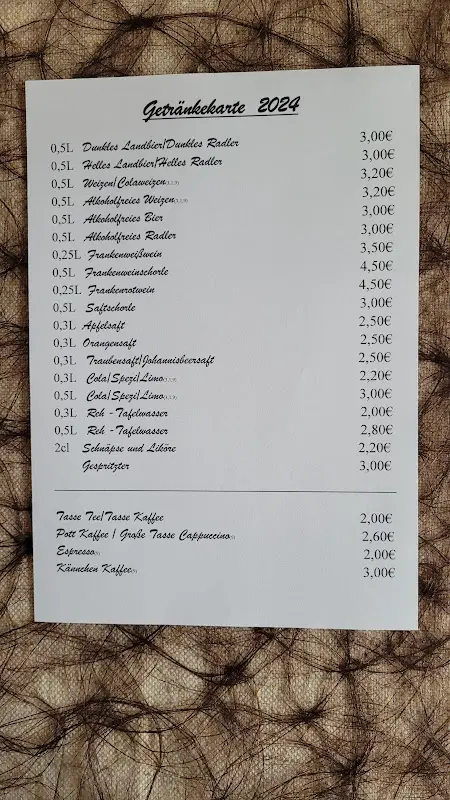 Getränkekarte 2024
0,5L Dunkles Landbier/Dunkles Radler 3,00€
0,5L Helles Landbier/Helles Radler 3,00€
0,5L Weizen/Colaweizen 3,20€
0,5L Alkoholfreies Weizen 3,20€
0,5L Alkoholfreies Bier 3,00€
0,5L Alkoholfreies Radler 3,00€
0,25L Frankenweißwein 3,50€
0,5L Frankenweinschorle 4,50€
0,25L Frankenrotwein 4,50€
0,5L Saftschorle 3,00€
0,3L Apfelsaft 2,50€
0,3L Orangensaft 2,50€
0,3L Traubensaft/Johannisbeersaft 2,50€
0,3L Cola/Spezi/Limo 2,20€
0,5L Cola/Spezi/Limo 3,00€
0,3L Reh - Tafelwasser 2,00€
0,5L Reh - Tafelwasser 2,80€
2cl Schnäpse und Liköre 2,20€
Gespritzter 3,00€
Tasse Tee/Tasse Kaffee 2,00€
Pott Kaffee / Große Tasse Cappuccino 2,60€
Espresso 2,00€
Kännchen Kaffee 3,00€